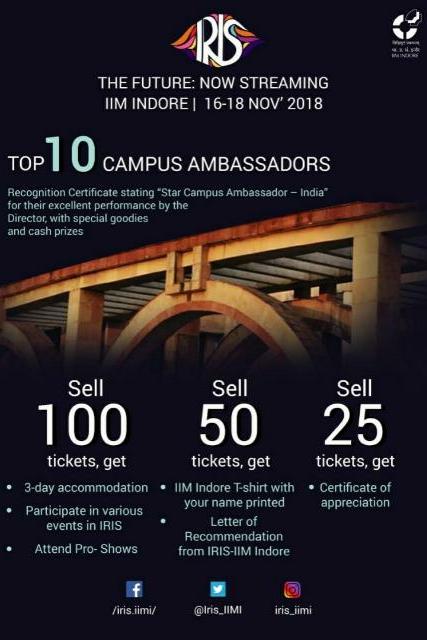 IRIS
IIM INDORE
THE FUTURE: NOW STREAMING
IIM INDORE | 16-18 NOV' 2018
TOP 10 CAMPUS AMBASSADORS
Recognition Certificate stating “Star Campus Ambassador – India”
for their excellent performance by the
Director, with special goodies
and cash prizes
Sell
100
tickets, get
• 3-day accommodation
• Participate in various
events in IRIS
• Attend Pro- Shows
Sell
50
tickets, get
• IIM Indore T-shirt with
your name printed
• Letter of
Recommendation
from IRIS-IIM Indore
Sell
25
tickets, get
• Certificate of
appreciation
/iris.iimi/
@Iris_IIMI
iris_iimi